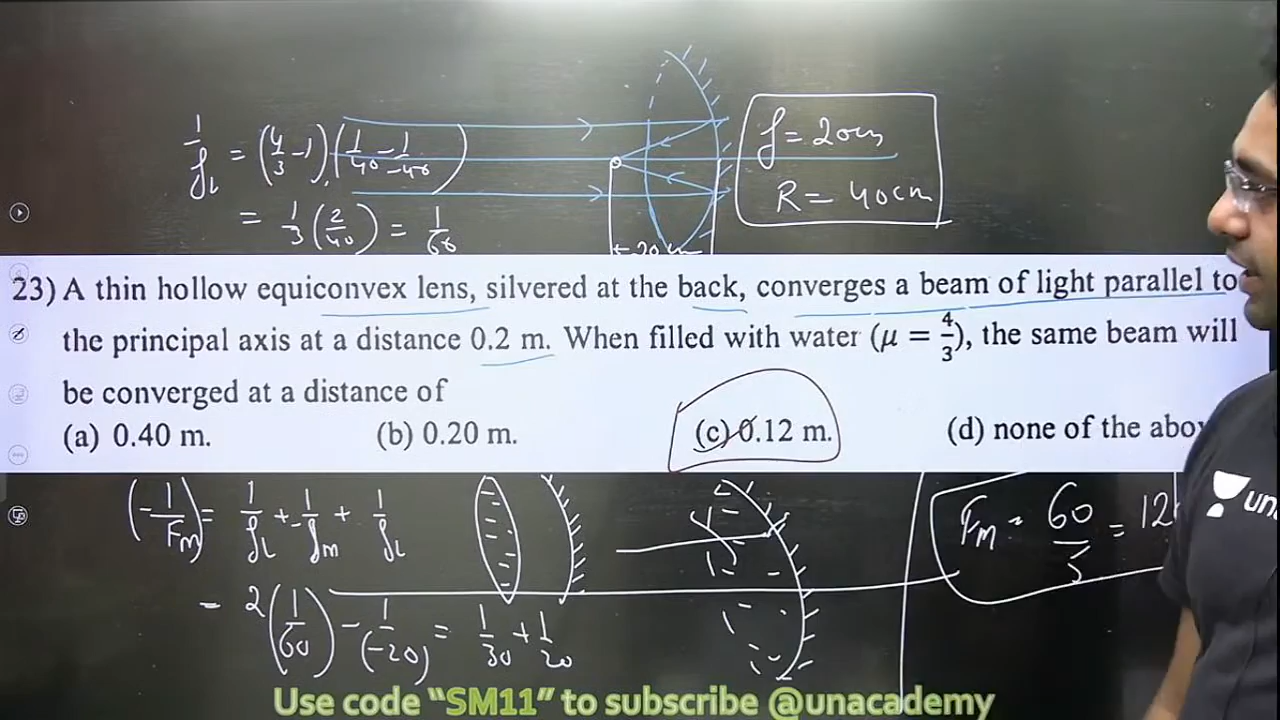 1/f_L = (4/3 - 1)(1/40 - 1/-40)
= 1/3 (2/40) = 1/60
f = 20cm
R = 40cm
20cm
23) A thin hollow equiconvex lens, silvered at the back, converges a beam of light parallel to
the principal axis at a distance 0.2 m. When filled with water (μ = 4/3), the same beam will
be converged at a distance of
(a) 0.40 m. (b) 0.20 m. (c) 0.12 m. (d) none of the abo
(-1/F_m) = 1/f_L + -1/f_m + 1/f_L
= 2(1/60) - 1/(-20) = 1/30 + 1/20
F_m = 60/5 = 12
un
Use code “SM11” to subscribe @unacademy